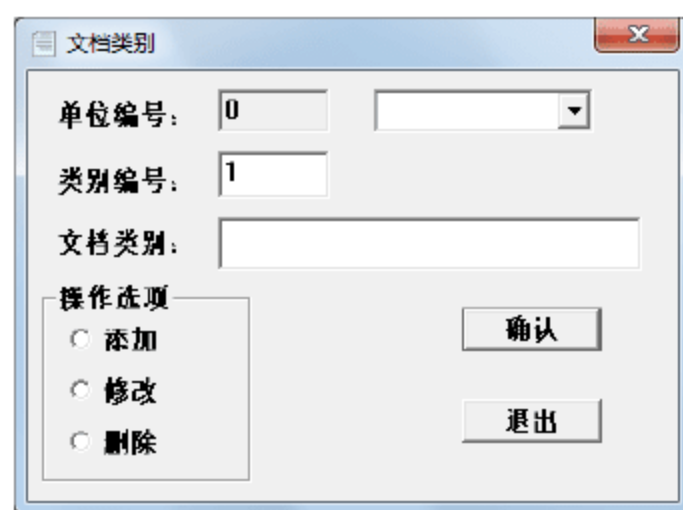 文档类别
单位编号： 0
类别编号： 1
文档类别：
操作选项
添加
确认
修改
退出
删除